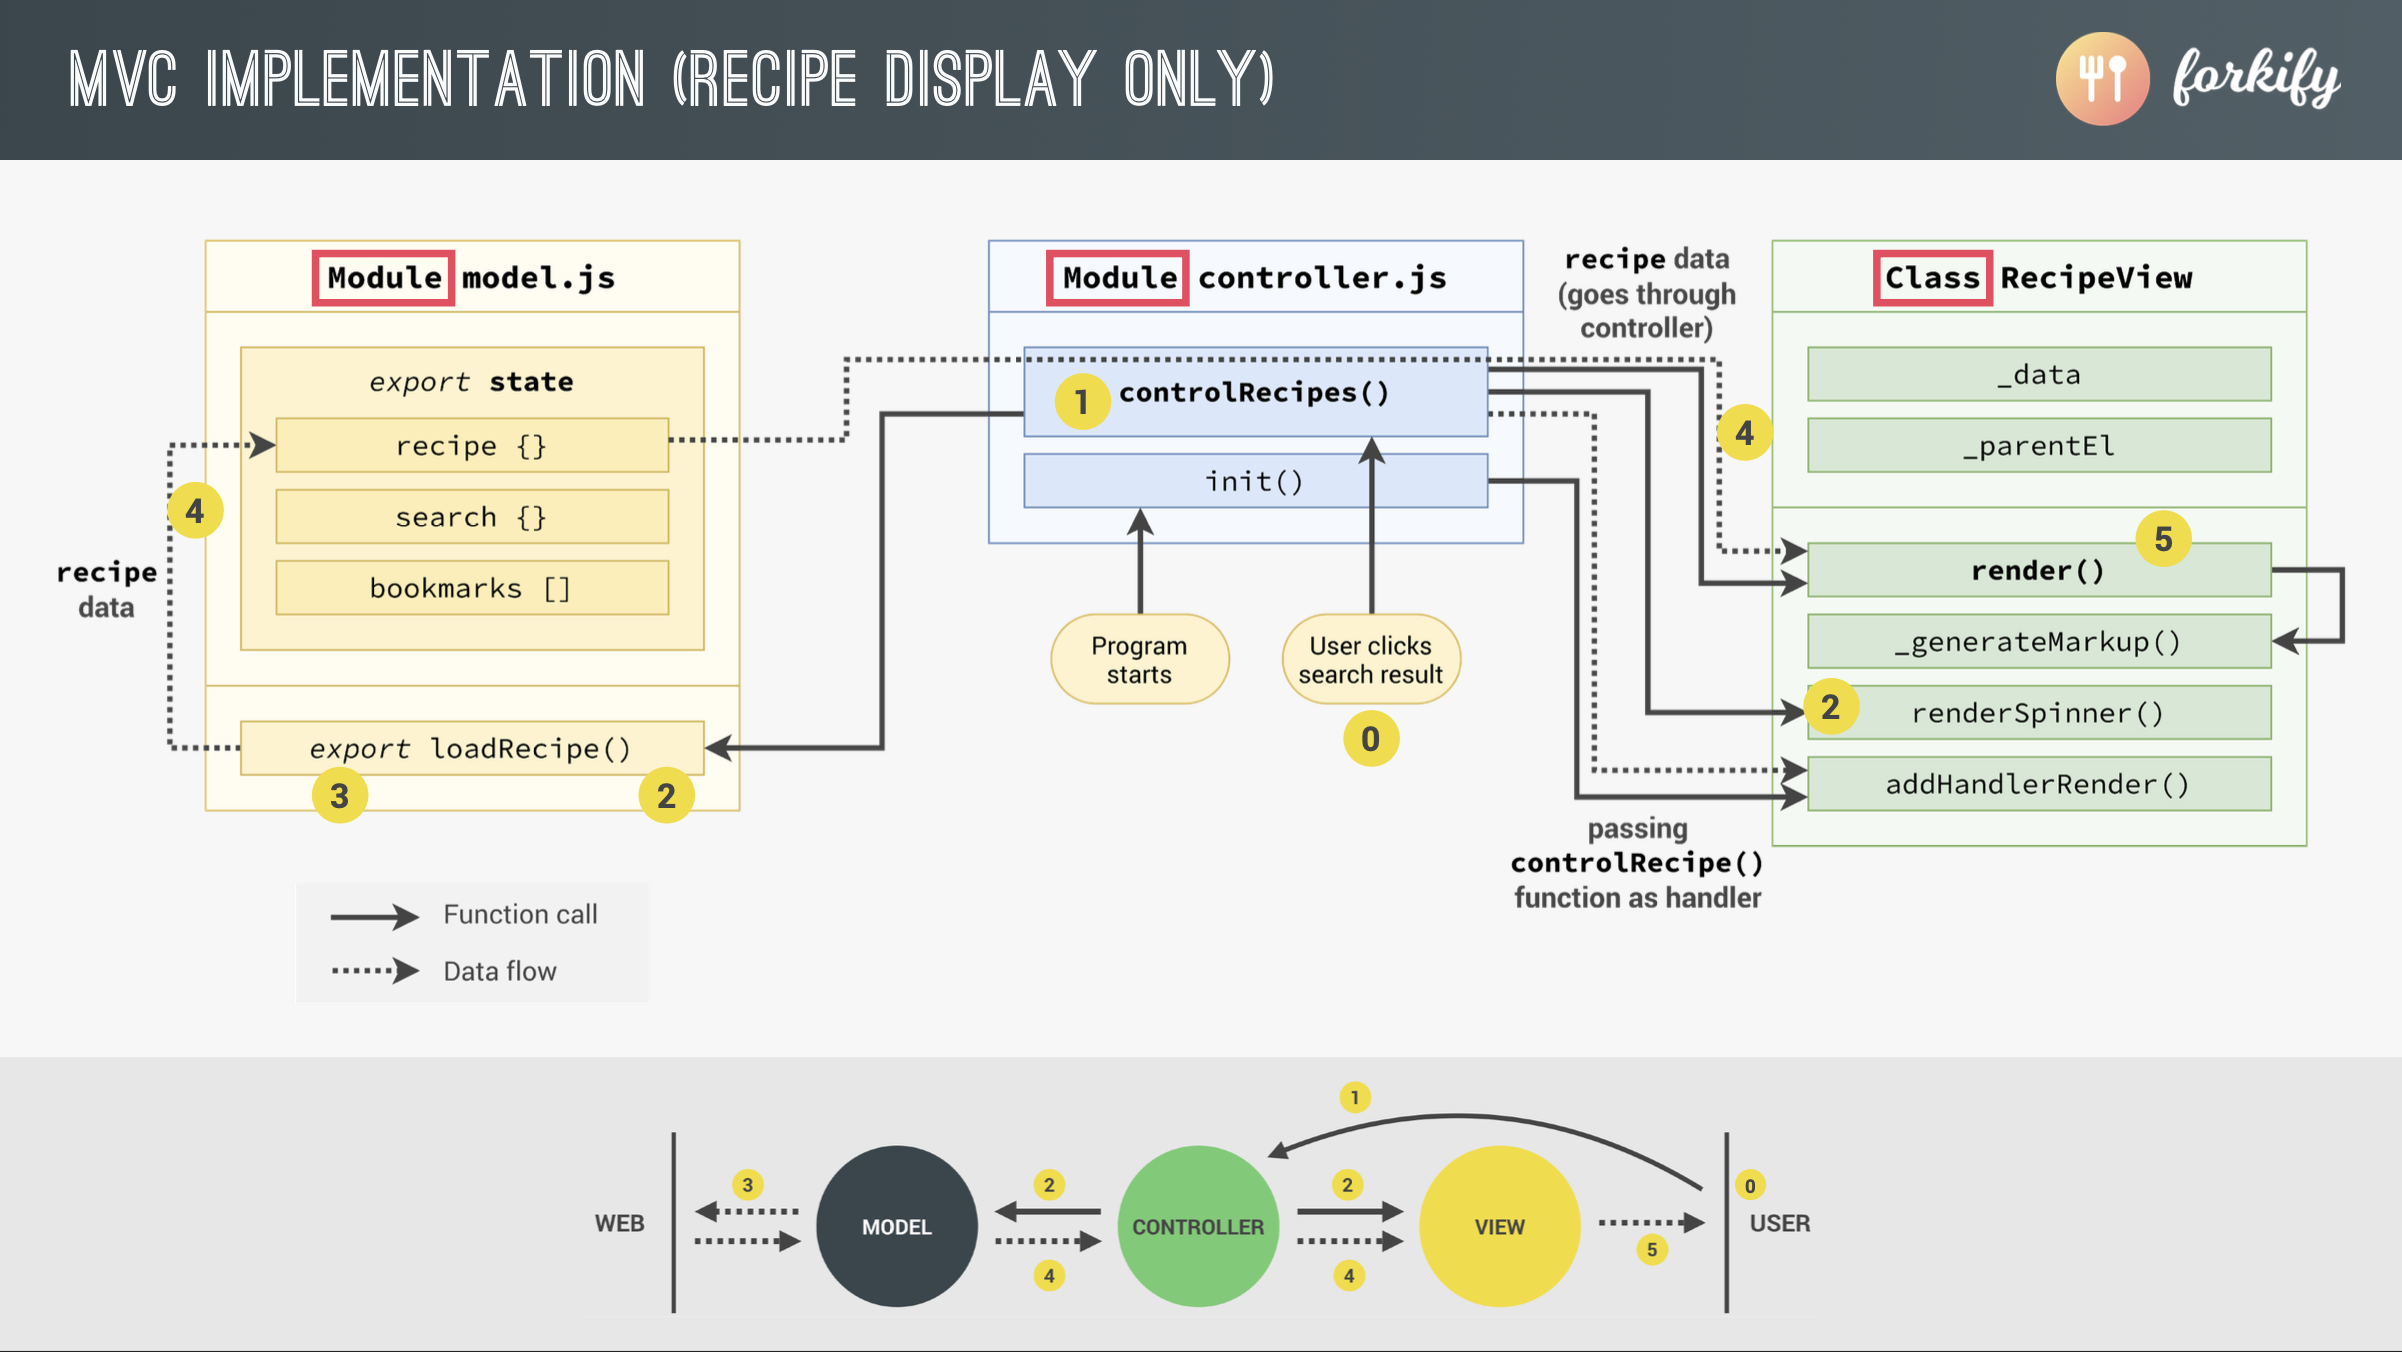 MVC IMPLEMENTATION (RECIPE DISPLAY ONLY)
forkify
Module model.js
export state
recipe {}
search {}
bookmarks []
export loadRecipe()
4
recipe
data
3
2
Module controller.js
1
controlRecipes()
init()
Program
starts
User clicks
search result
0
recipe data
(goes through
controller)
4
Class RecipeView
_data
_parentEl
5
render()
_generateMarkup()
2
renderSpinner()
addHandlerRender()
passing
controlRecipe()
function as handler
Function call
Data flow
1
3
2
2
0
WEB
MODEL
CONTROLLER
VIEW
USER
4
4
5